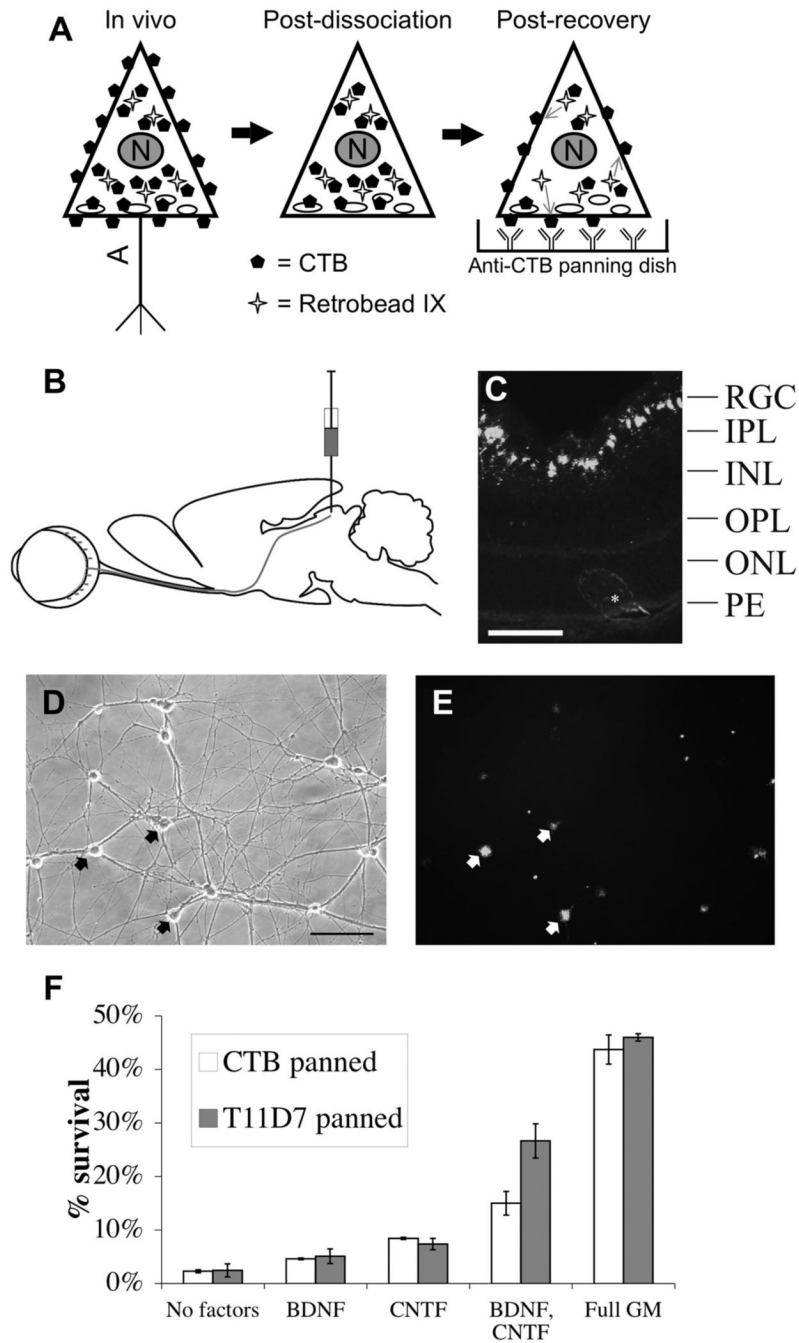 A
In vivo
Post-dissociation
Post-recovery
N
N
N
A
= CTB
= Retrobead IX
Anti-CTB panning dish
B
C
RGC
IPL
INL
OPL
ONL
PE
*
D
E
F
50%
40%
30%
20%
10%
0%
% survival
CTB panned
T11D7 panned
No factors
BDNF
CNTF
BDNF,
CNTF
Full GM